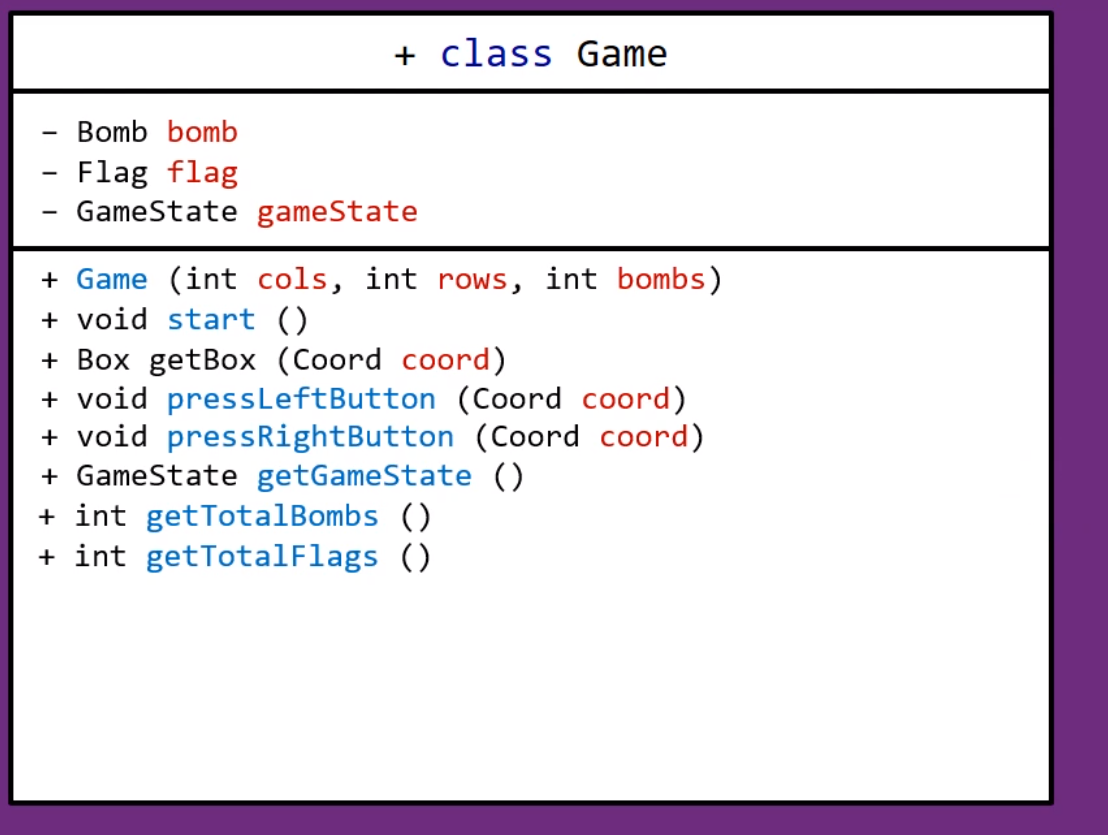 + class Game
– Bomb bomb
– Flag flag
– GameState gameState
+ Game (int cols, int rows, int bombs)
+ void start ()
+ Box getBox (Coord coord)
+ void pressLeftButton (Coord coord)
+ void pressRightButton (Coord coord)
+ GameState getGameState ()
+ int getTotalBombs ()
+ int getTotalFlags ()